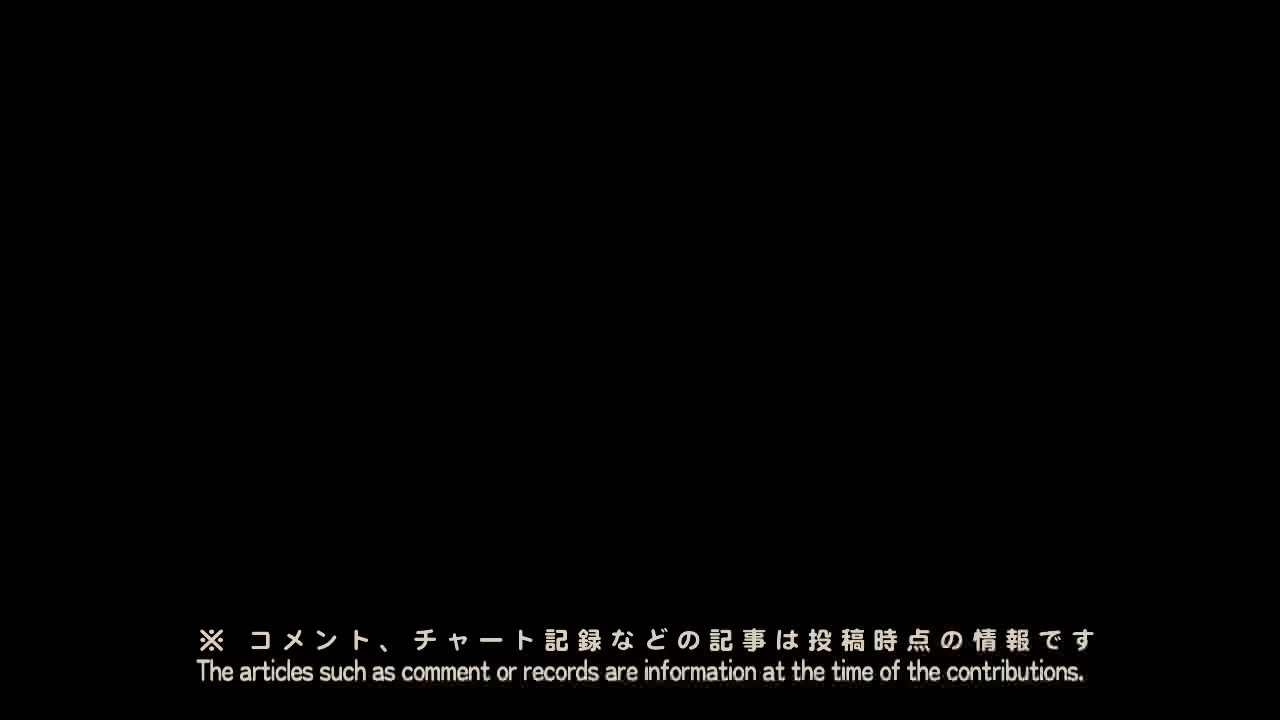 ※ コメント、チャート記録などの記事は投稿時点の情報です
The articles such as comment or records are information at the time of the contributions.